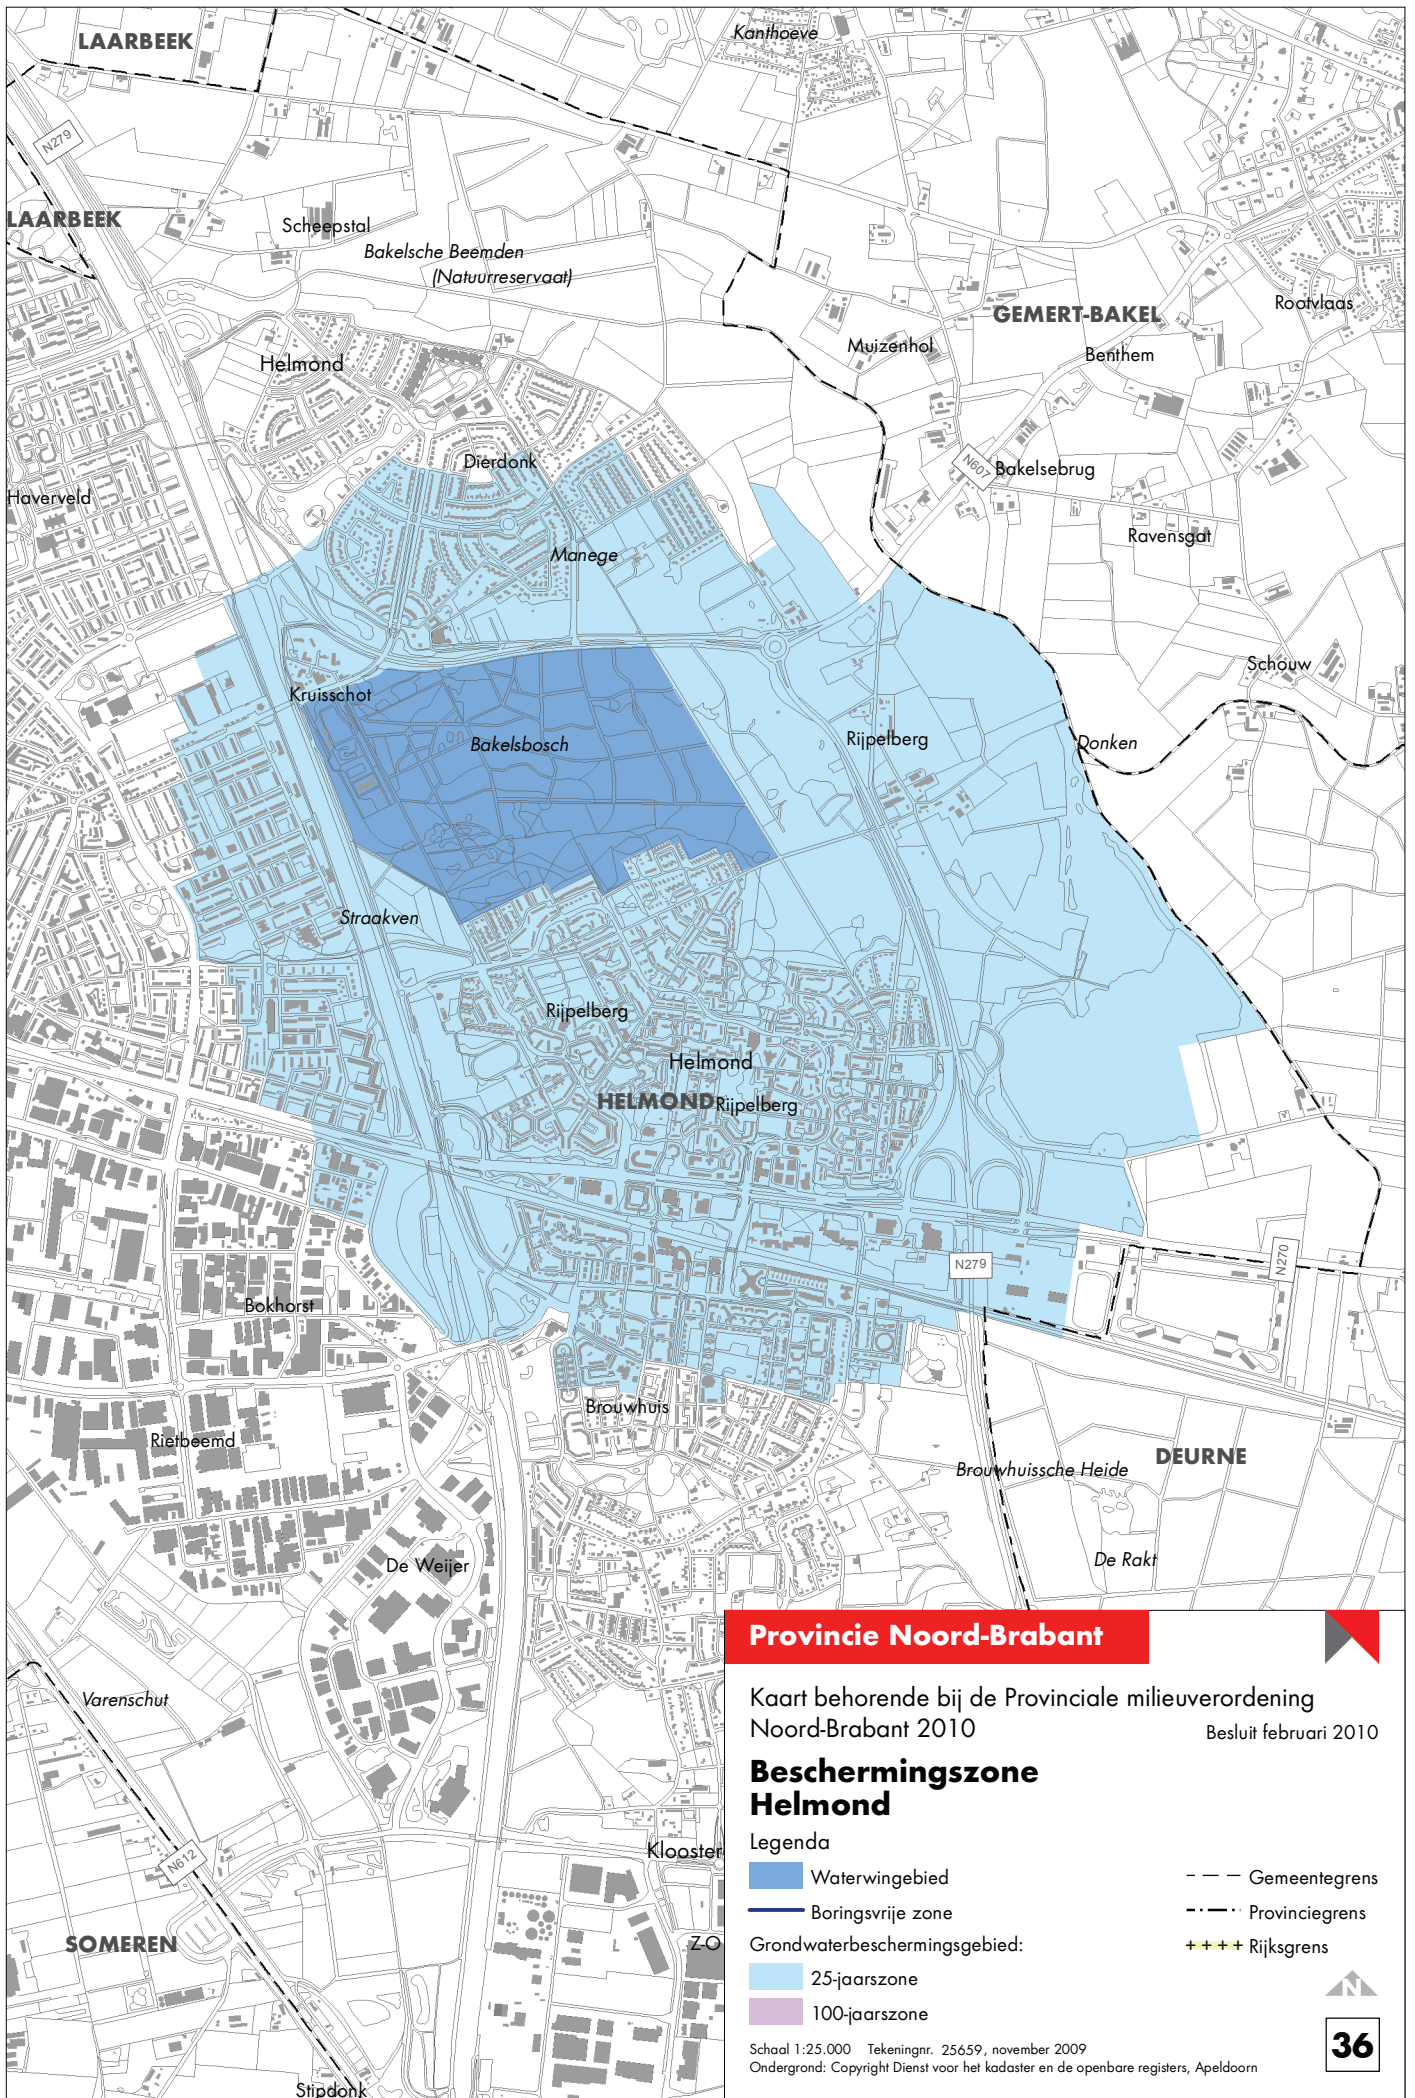 LAARBEEK
Kanthoeve
N279
LAARBEEK
Scheepstal
Bakelsche Beemden
(Natuurreservaat)
GEMERT-BAKEL
Rootvlaas
Muizenhol
Benthem
Helmond
Dierdonk
N607
Bakelsebrug
Haverveld
Ravensgat
Manege
Schouw
Kruisschot
Bakelsbosch
Rijpelberg
Donken
Straakven
Rijpelberg
Helmond
HELMOND
Rijpelberg
N279
N270
Bokhorst
Brouwhuis
Rietbeemd
Brouwhuissche Heide
DEURNE
De Weijer
De Rakt
Varenschut
N612
Klooster
SOMEREN
Z-O
Stipdonk
Provincie Noord-Brabant
Kaart behorende bij de Provinciale milieuverordening
Noord-Brabant 2010
Besluit februari 2010
Beschermingszone
Helmond
Legenda
Waterwingebied
Gemeentegrens
Boringsvrije zone
Provinciegrens
Grondwaterbeschermingsgebied:
Rijksgrens
25-jaarszone
100-jaarszone
N
Schaal 1:25.000 Tekeningnr. 25659, november 2009
Ondergrond: Copyright Dienst voor het kadaster en de openbare registers, Apeldoorn
36